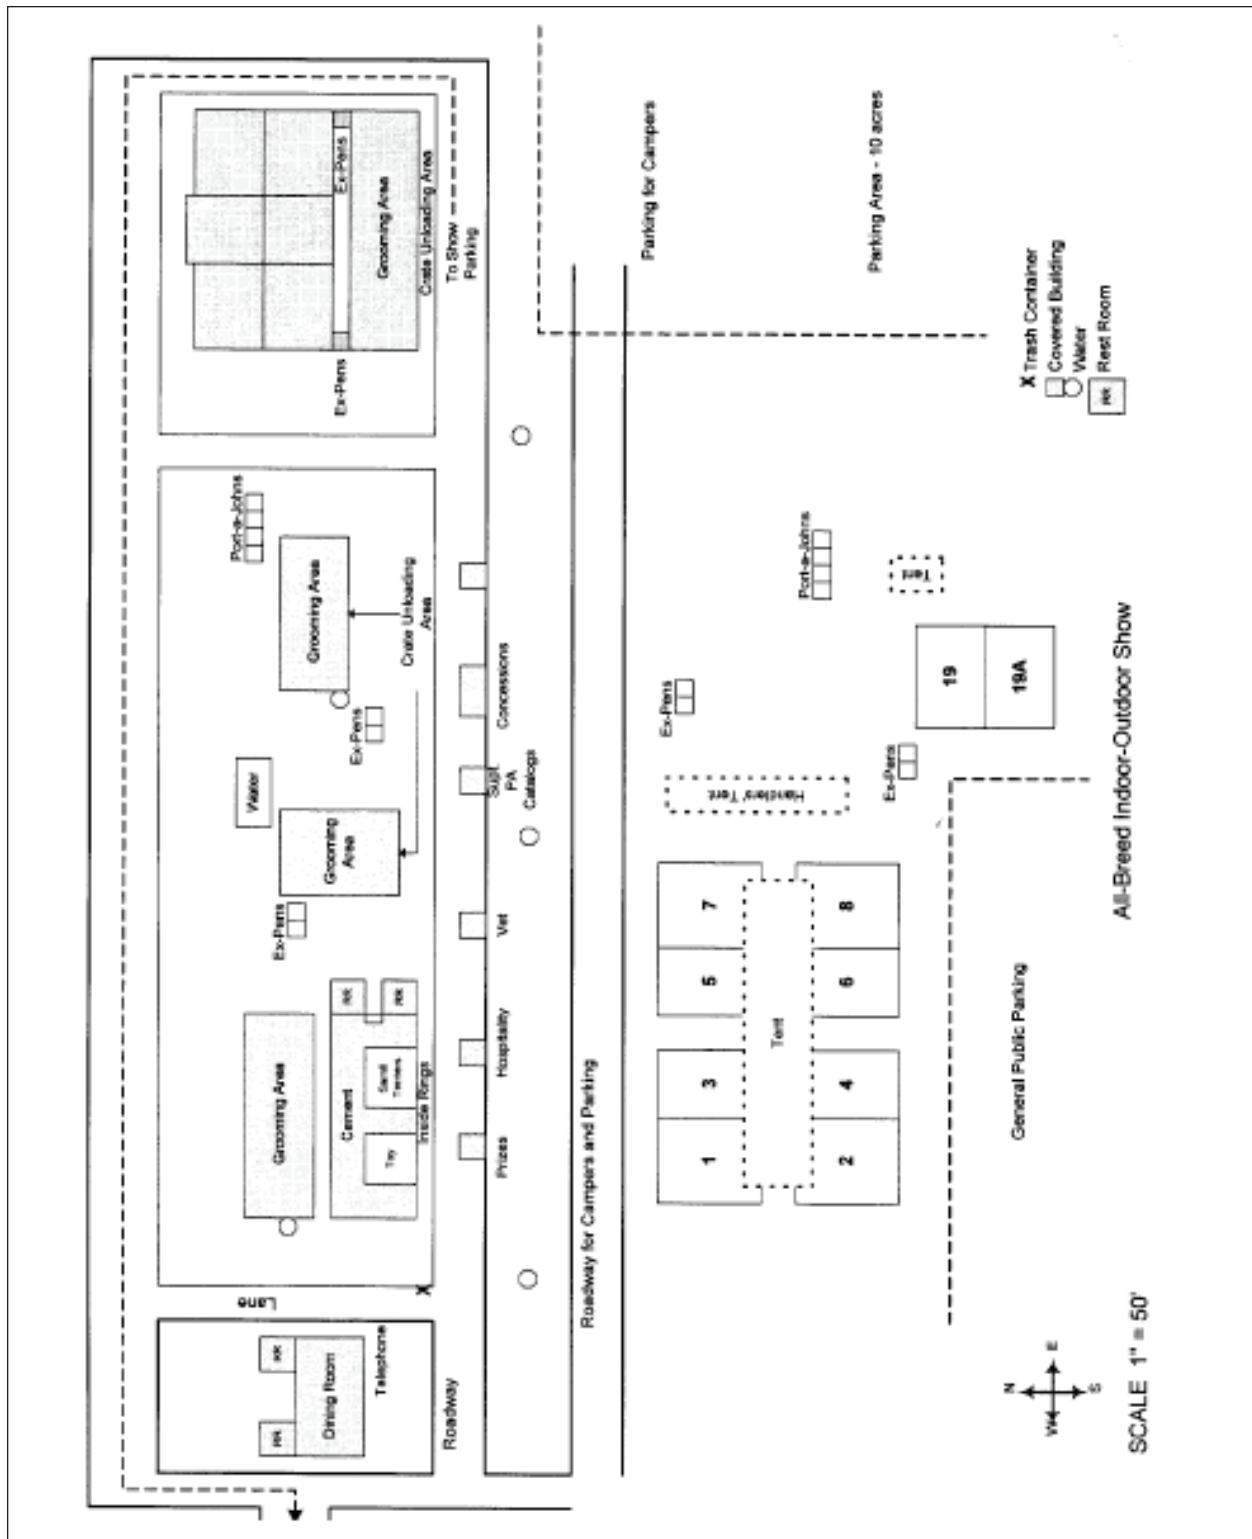 Ex-Pens
Ex-Pens
Grooming Area
Crate Unloading Area
To Show
Parking
Port-a-Johns
Grooming Area
Crate Unloading
Area
Ex-Pens
Water
Grooming
Area
Ex-Pens
Grooming Area
Cement
RR
RR
Small
Terriers
Toy
Inside Rings
Lane
X
RR
RR
Dining Room
Telephone
Roadway
Prizes
Hospitality
Vet
Supt.
PA
Catalogs
Concessions
Roadway for Campers and Parking
Parking for Campers
Parking Area - 10 acres
X Trash Container
Covered Building
Water
RR Rest Room
Port-a-Johns
Tent
Ex-Pens
19
19A
Ex-Pens
Handlers' Tent
7
8
5
6
Tent
3
4
1
2
General Public Parking
All-Breed Indoor-Outdoor Show
N
W
E
S
SCALE 1" = 50'